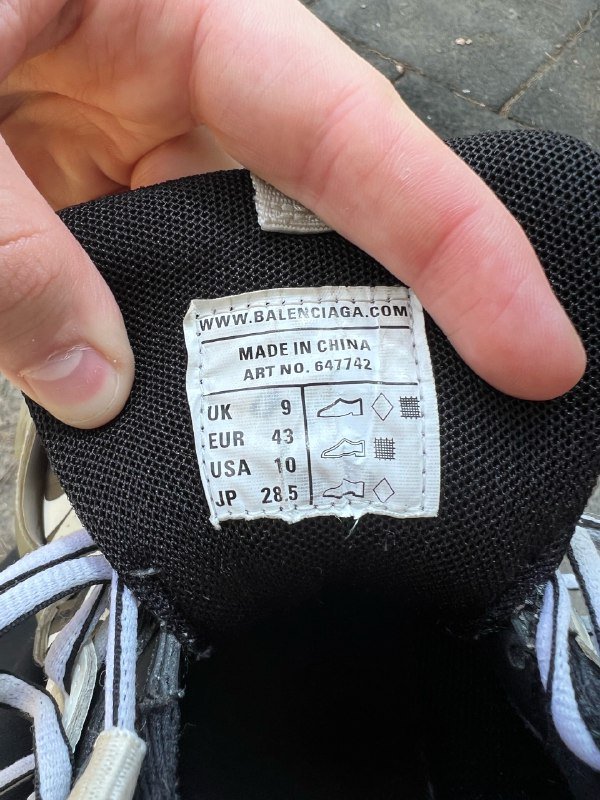 WWW.BALENCIAGA.COM
MADE IN CHINA
ART NO. 647742
UK 9
EUR 43
USA 10
JP 28.5